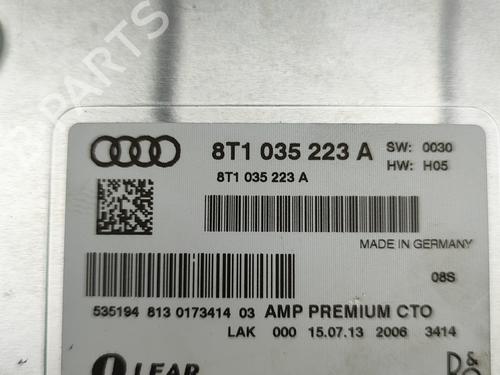 PARTS
8T1 035 223 A SW: 0030
HW: H05
8T1 035 223 A
MADE IN GERMANY
08S
535194 813 0173414 03 AMP PREMIUM CTO
LAK 000 15.07.13 2006 3414
LEAR
B&O